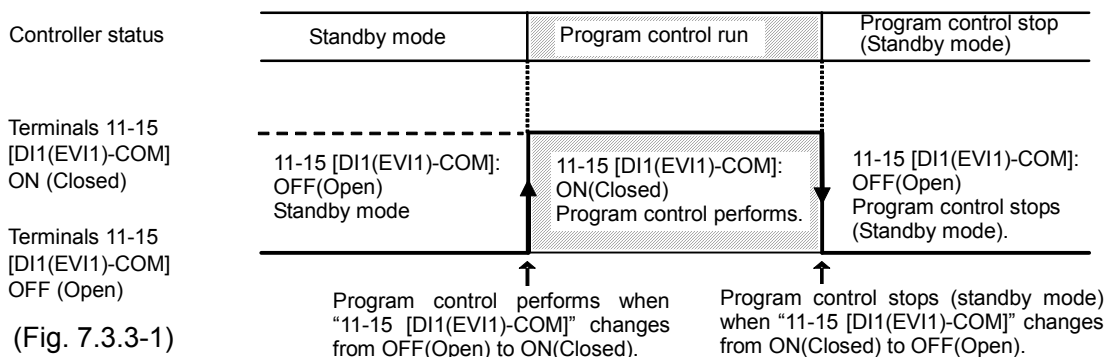 Controller status
Standby mode
Program control run
Program control stop
(Standby mode)
Terminals 11-15
[DI1(EVI1)-COM]
ON (Closed)
11-15 [DI1(EVI1)-COM]:
OFF(Open)
Standby mode
11-15 [DI1(EVI1)-COM]:
ON(Closed)
Program control performs.
11-15 [DI1(EVI1)-COM]:
OFF(Open)
Program control stops
(Standby mode).
Terminals 11-15
[DI1(EVI1)-COM]
OFF (Open)
Program control performs when
“11-15 [DI1(EVI1)-COM]” changes
from OFF(Open) to ON(Closed).
Program control stops (standby mode)
when “11-15 [DI1(EVI1)-COM]” changes
from ON(Closed) to OFF(Open).
(Fig. 7.3.3-1)